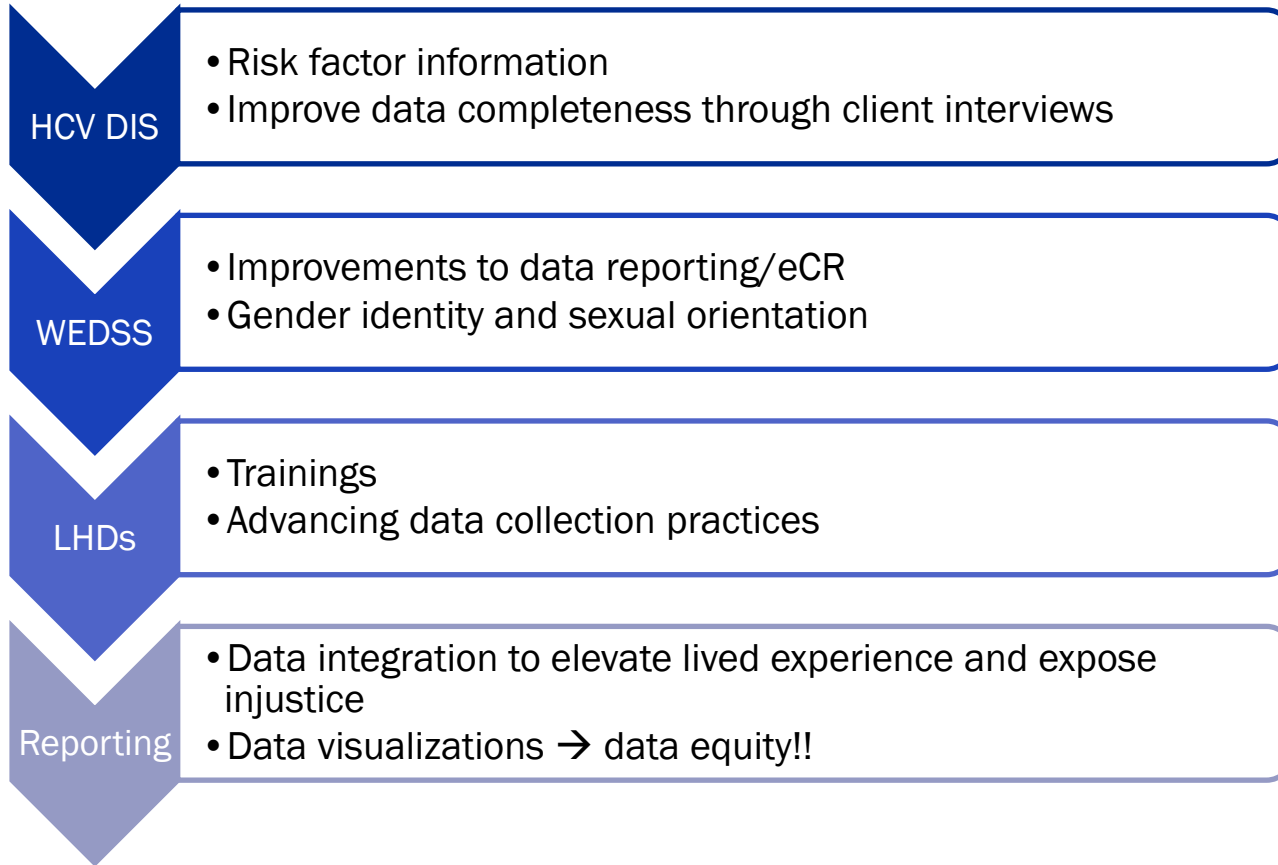 HCV DIS
• Risk factor information
• Improve data completeness through client interviews
WEDSS
• Improvements to data reporting/eCR
• Gender identity and sexual orientation
LHDs
• Trainings
• Advancing data collection practices
Reporting
• Data integration to elevate lived experience and expose
injustice
• Data visualizations → data equity!!